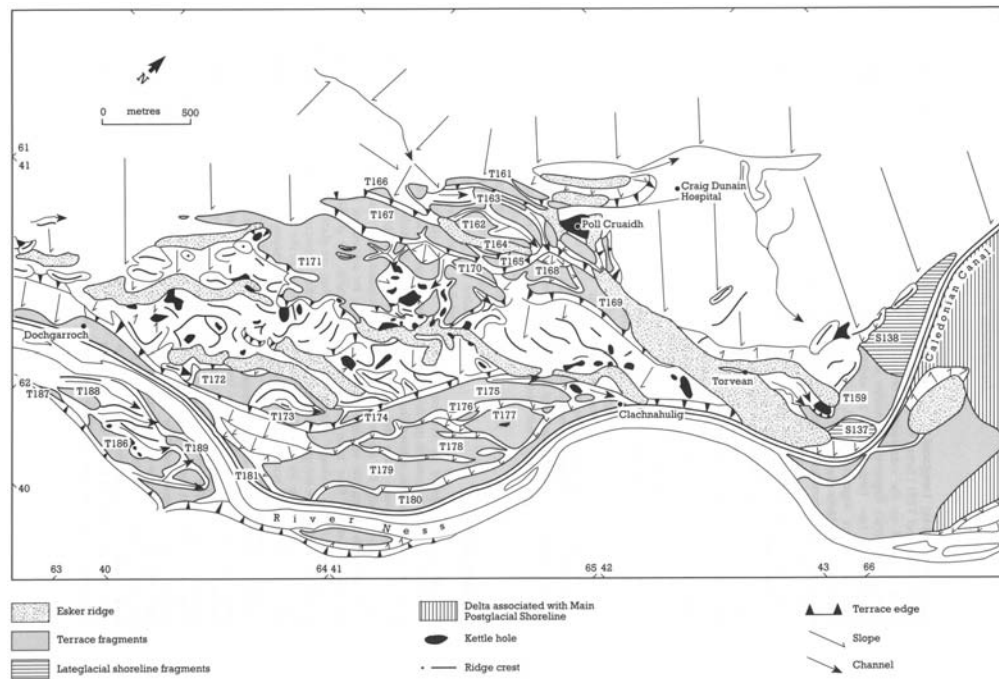 N
0 metres 500
61
41
T166
T161
T163
T167
Craig Dunain
Hospital
T162
Poll Cruaidh
T164
T171
T170
T165
T168
T169
Caledonian Canal
Dochgarroch
S138
62
T187
T188
T172
T175
Torvean
T159
T173
T174
T176
T177
Clachnahulig
S137
T186
T189
T178
T181
T179
40
T180
River Ness
63 40 64 41 65 42 43 66
Esker ridge
Terrace fragments
Lateglacial shoreline fragments
Delta associated with Main
Postglacial Shoreline
Kettle hole
Ridge crest
Terrace edge
Slope
Channel